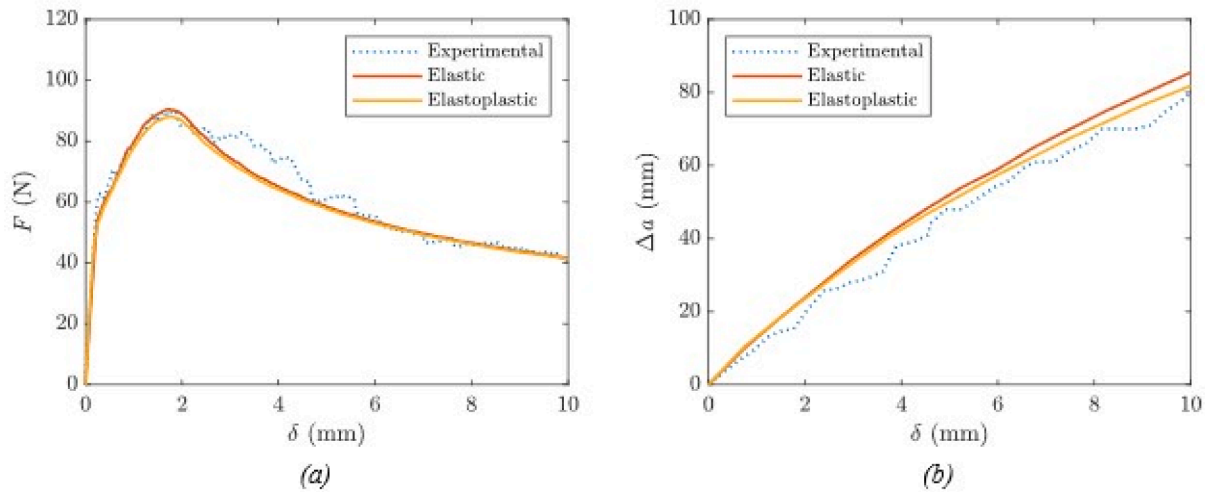 120
100
80
60
40
20
0
F (N)
Experimental
Elastic
Elastoplastic
0 2 4 6 8 10
δ (mm)
(a)
100
80
60
40
20
0
Δa (mm)
Experimental
Elastic
Elastoplastic
0 2 4 6 8 10
δ (mm)
(b)